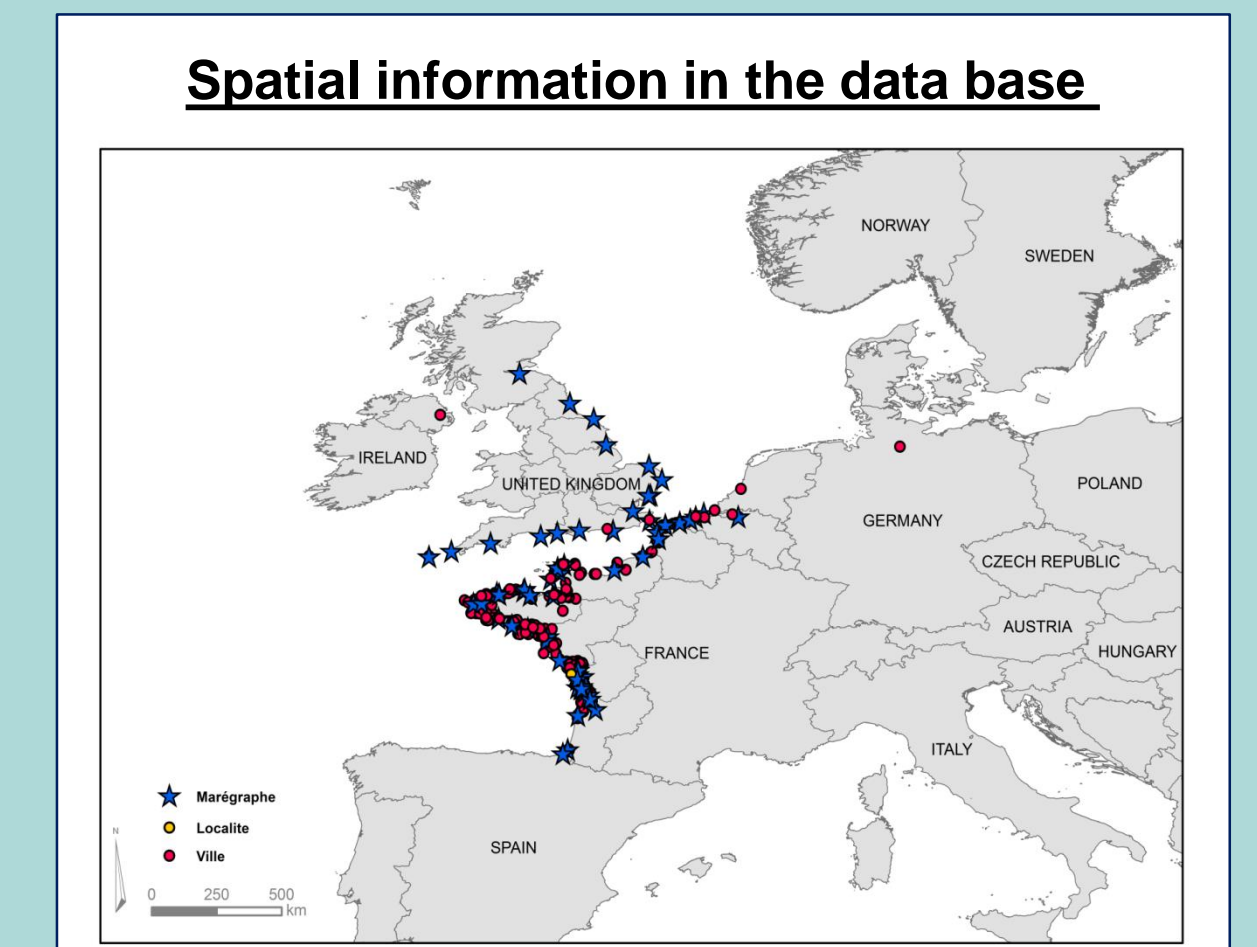 Spatial information in the data base
NORWAY
SWEDEN
IRELAND
UNITED KINGDOM
POLAND
GERMANY
CZECH REPUBLIC
AUSTRIA
HUNGARY
FRANCE
ITALY
SPAIN
Marégraphe
Localite
Ville
N
0 250 500
km